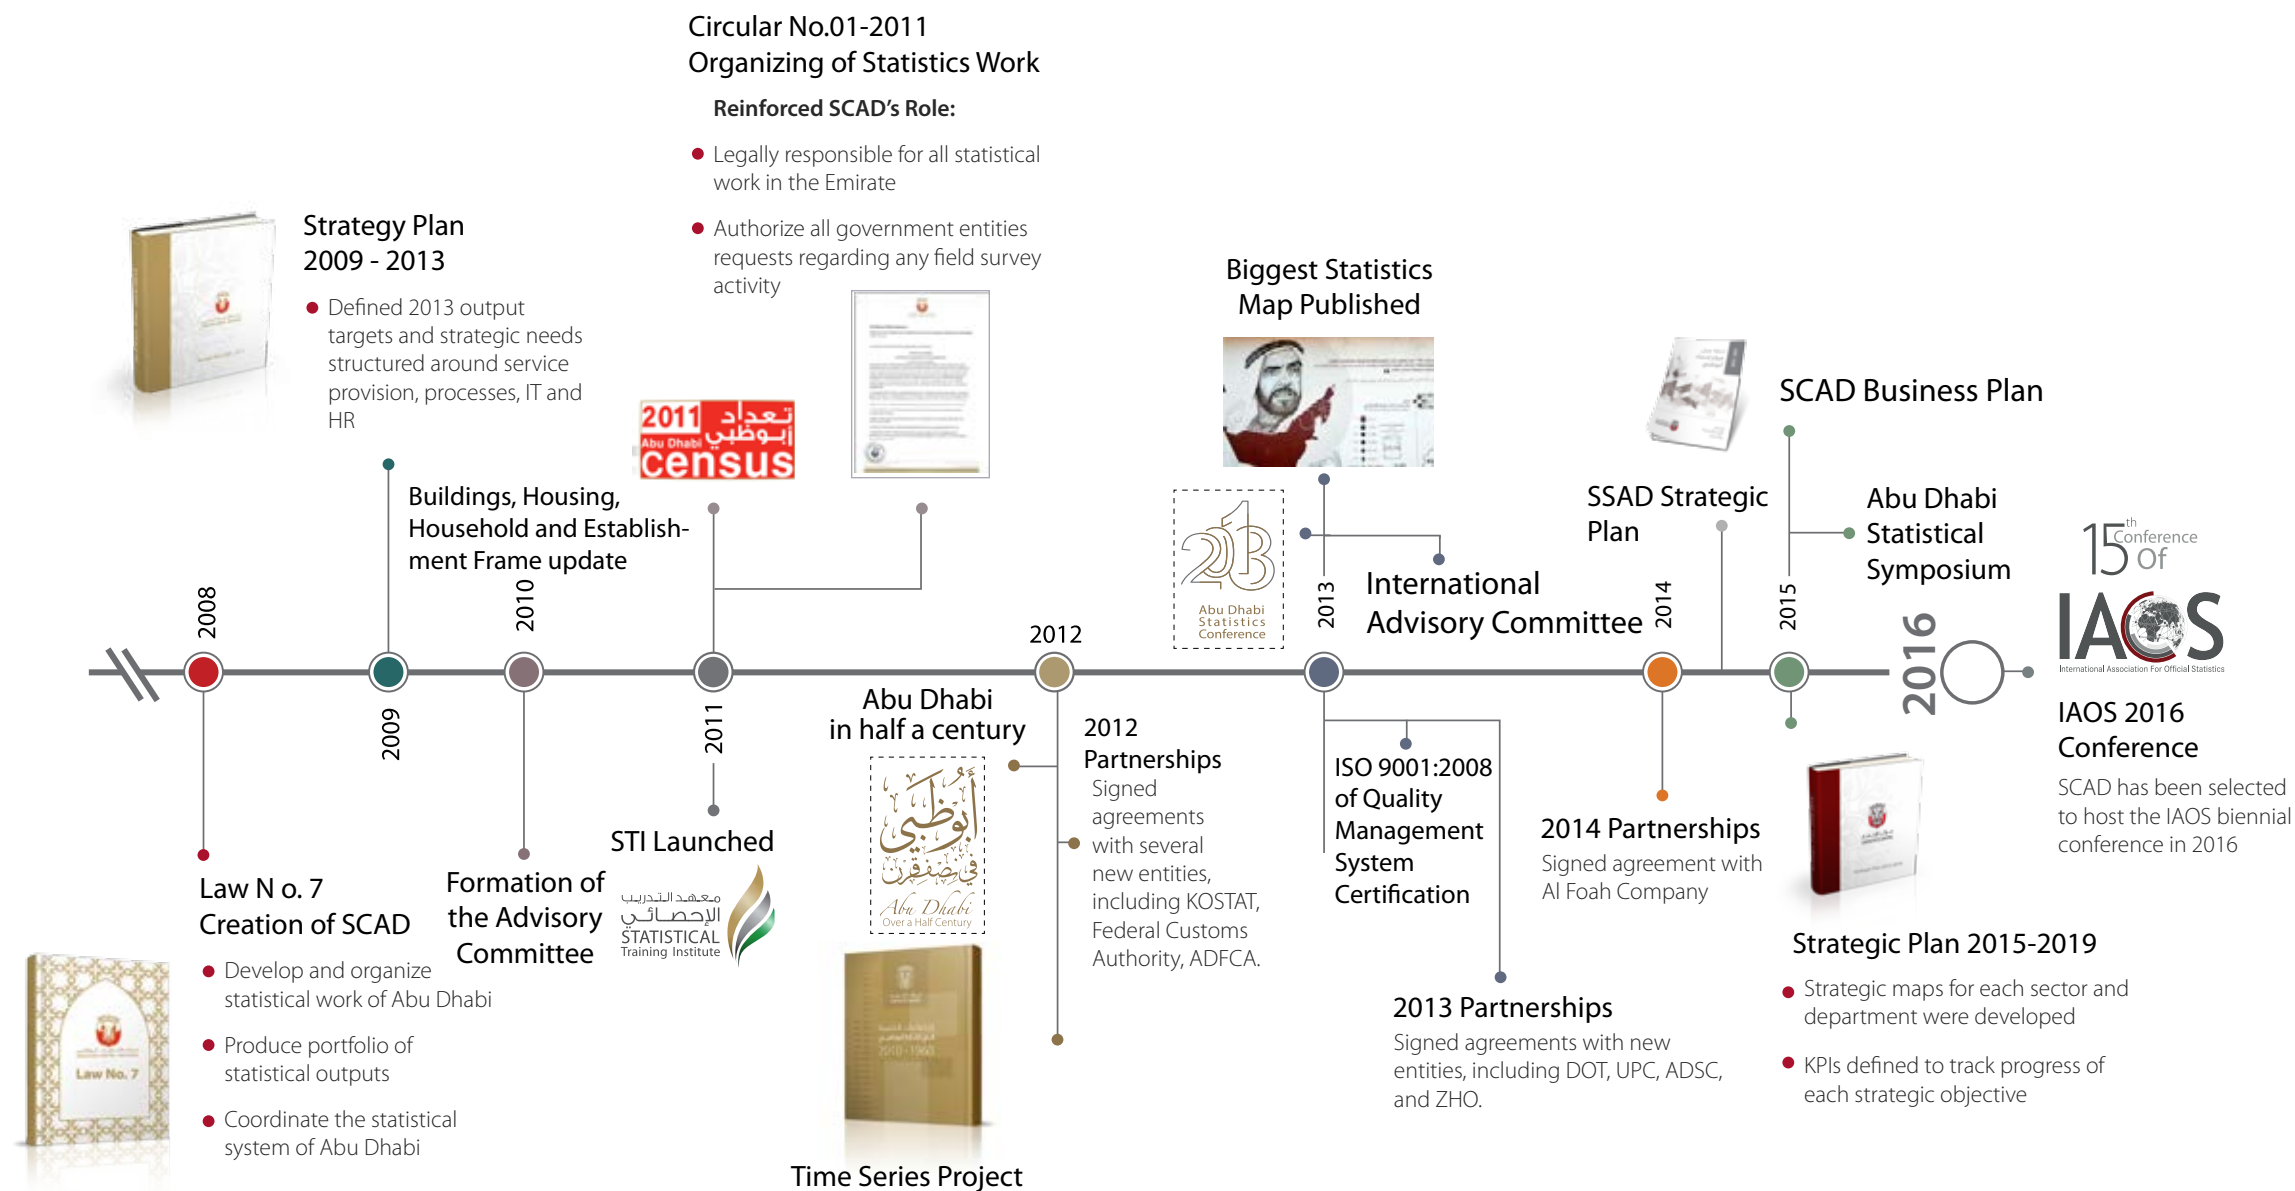 Circular No.01-2011
Organizing of Statistics Work
Reinforced SCAD's Role:
Legally responsible for all statistical
work in the Emirate
Authorize all government entities
requests regarding any field survey
activity
Strategy Plan
2009 - 2013
Defined 2013 output
targets and strategic needs
structured around service
provision, processes, IT and
HR
Buildings, Housing,
Household and Establish-
ment Frame update
2011 تعداد
Abu Dhabi أبوظبي
census
Biggest Statistics
Map Published
2013
Abu Dhabi
Statistics
Conference
International
Advisory Committee
SSAD Strategic
Plan
SCAD Business Plan
Abu Dhabi
Statistical
Symposium
15th
Conference
Of
IAOS
International Association For Official Statistics
2008
2009
2010
2011
2012
2013
2014
2015
2016
IAOS 2016
Conference
SCAD has been selected
to host the IAOS biennial
conference in 2016
Law N o. 7
Creation of SCAD
Develop and organize
statistical work of Abu Dhabi
Produce portfolio of
statistical outputs
Coordinate the statistical
system of Abu Dhabi
Law No. 7
Formation of
the Advisory
Committee
STI Launched
معهد التدريب
الإحصائي
STATISTICAL
Training Institute
Abu Dhabi
in half a century
أبوظبي
في نصف قرن
Abu Dhabi
Over a Half Century
2010-1960
Time Series Project
2012
Partnerships
Signed
agreements
with several
new entities,
including KOSTAT,
Federal Customs
Authority, ADFCA.
ISO 9001:2008
of Quality
Management
System
Certification
2013 Partnerships
Signed agreements with new
entities, including DOT, UPC, ADSC,
and ZHO.
2014 Partnerships
Signed agreement with
Al Foah Company
Strategic Plan 2015-2019
Strategic maps for each sector and
department were developed
KPIs defined to track progress of
each strategic objective